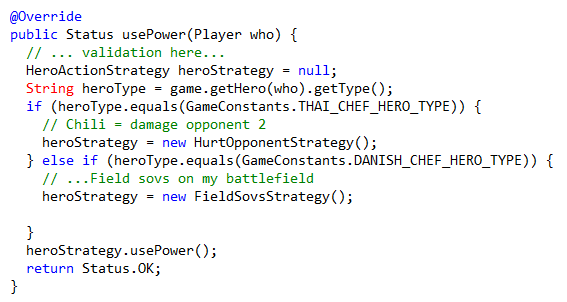 @Override
public Status usePower(Player who) {
  // ... validation here...
  HeroActionStrategy heroStrategy = null;
  String heroType = game.getHero(who).getType();
  if (heroType.equals(GameConstants.THAI_CHEF_HERO_TYPE)) {
    // Chili = damage opponent 2
    heroStrategy = new HurtOpponentStrategy();
  } else if (heroType.equals(GameConstants.DANISH_CHEF_HERO_TYPE)) {
    // ...Field sovs on my battlefield
    heroStrategy = new FieldSovsStrategy();

  }
  heroStrategy.usePower();
  return Status.OK;
}